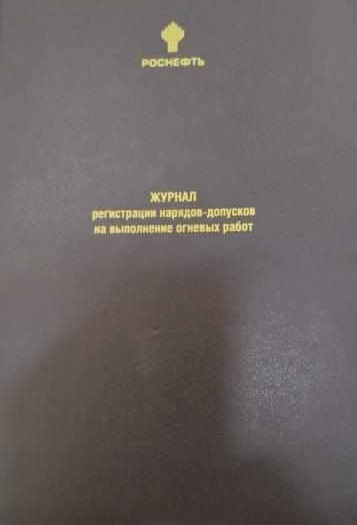 РОСНЕФТЬ
ЖУРНАЛ
регистрации нарядов-допусков
на выполнение огневых работ